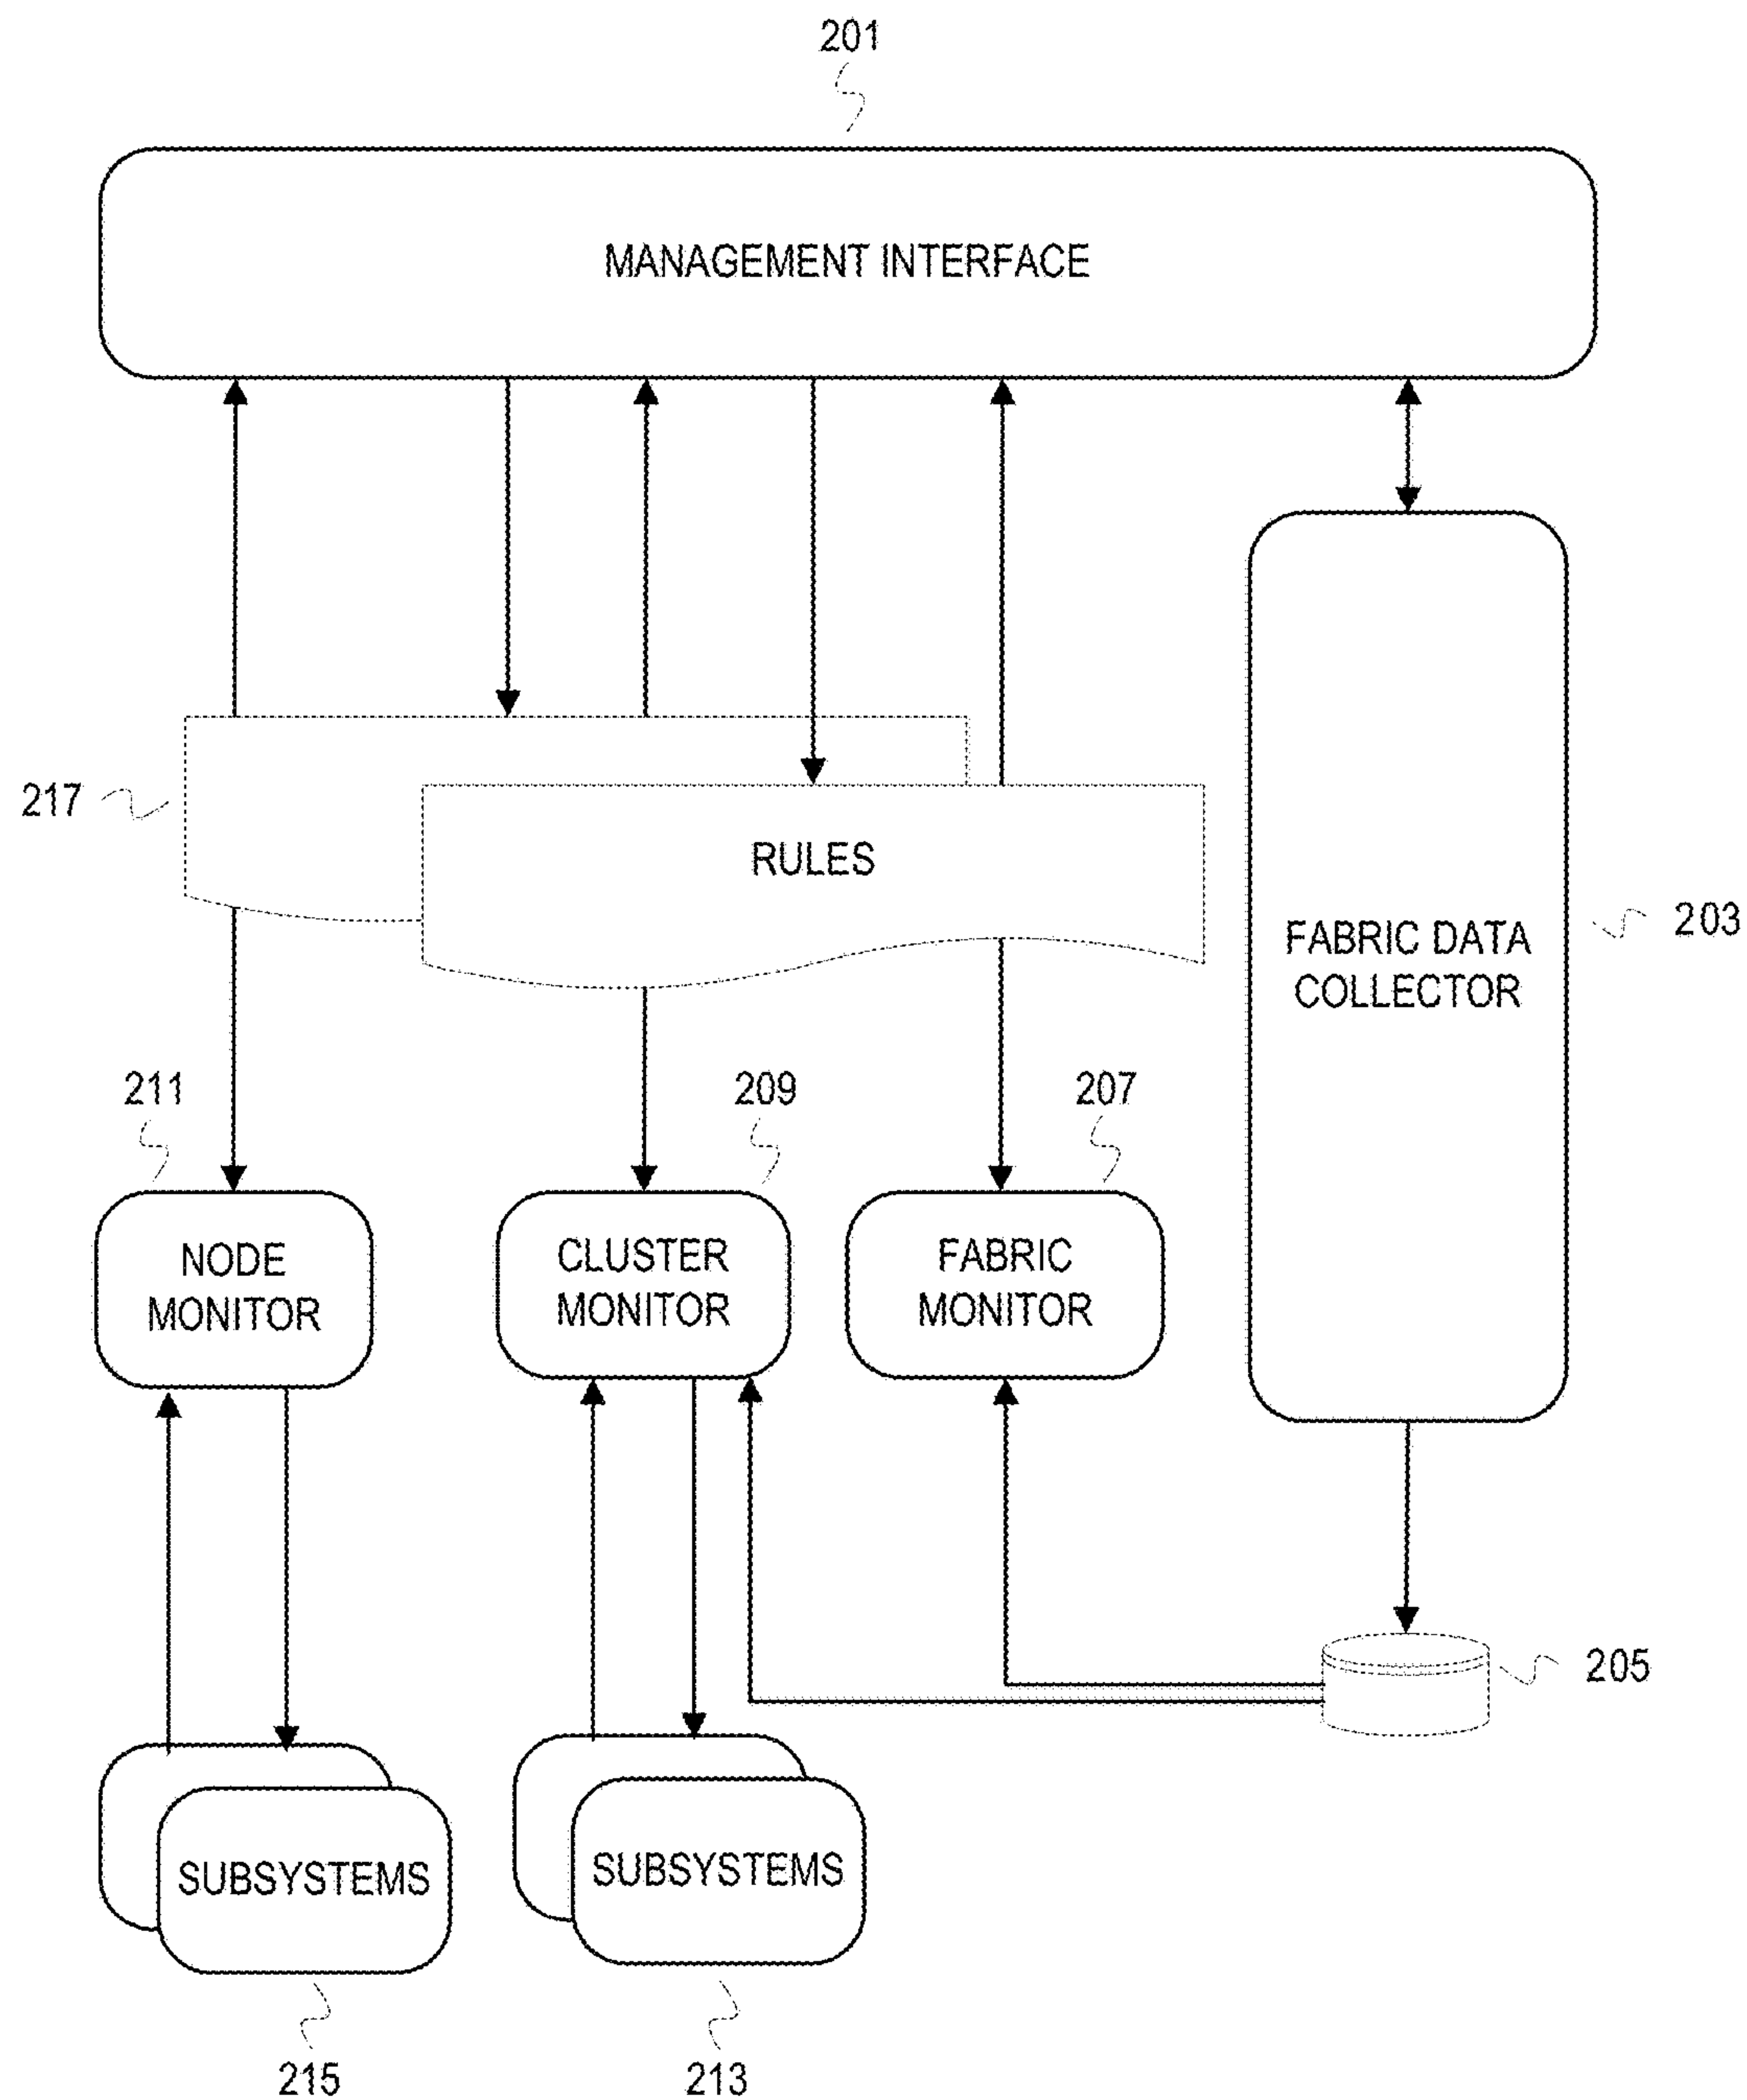 201
MANAGEMENT INTERFACE
217
RULES
203
FABRIC DATA
COLLECTOR
211
209
207
NODE
MONITOR
CLUSTER
MONITOR
FABRIC
MONITOR
205
SUBSYSTEMS
SUBSYSTEMS
215
213